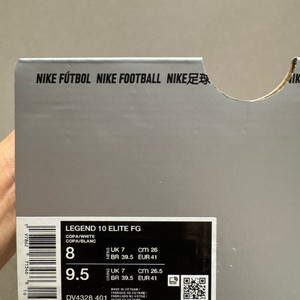 NIKE FÚTBOL NIKE FOOTBALL NIKE足球
LEGEND 10 ELITE FG
COPA/WHITE
COPA/BLANC
8 UK 7 cm 26
BR 39.5 EUR 41
9.5 UK 7 cm 26.5
BR 39.5 EUR 41
DV4328 401